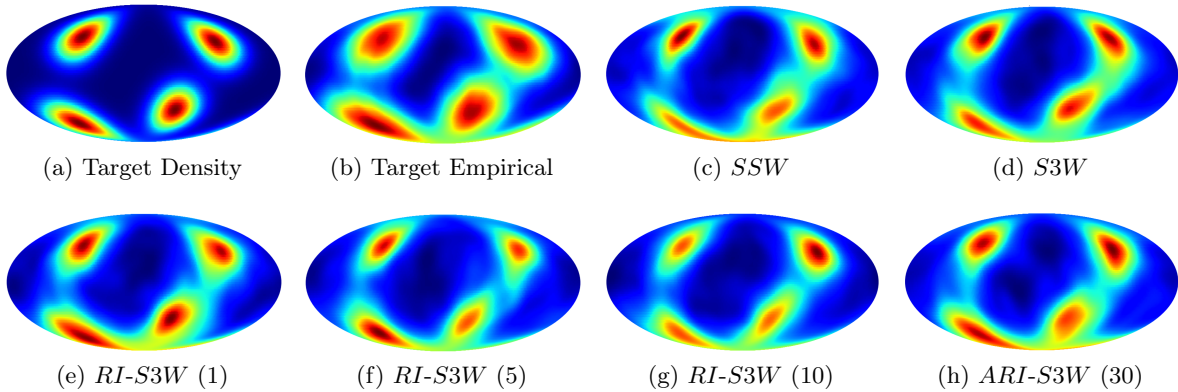 (a) Target Density (b) Target Empirical (c) SSW (d) S3W
(e) RI-S3W (1) (f) RI-S3W (5) (g) RI-S3W (10) (h) ARI-S3W (30)